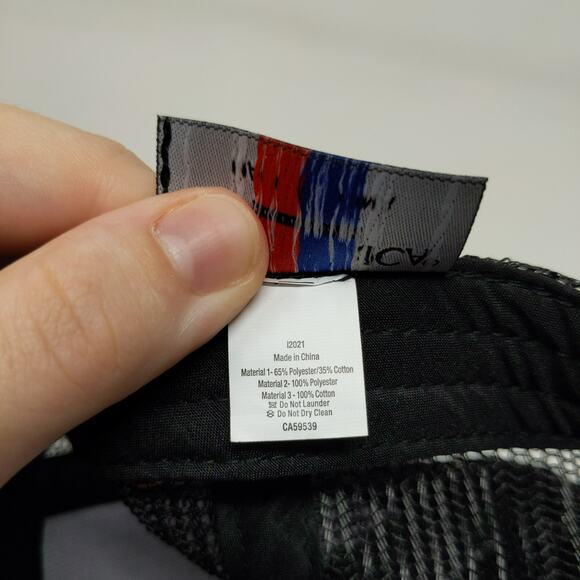 I2021
Made in China
Material 1- 65% Polyester/35% Cotton
Material 2- 100% Polyester
Material 3 - 100% Cotton
Do Not Launder
Do Not Dry Clean
CA59539